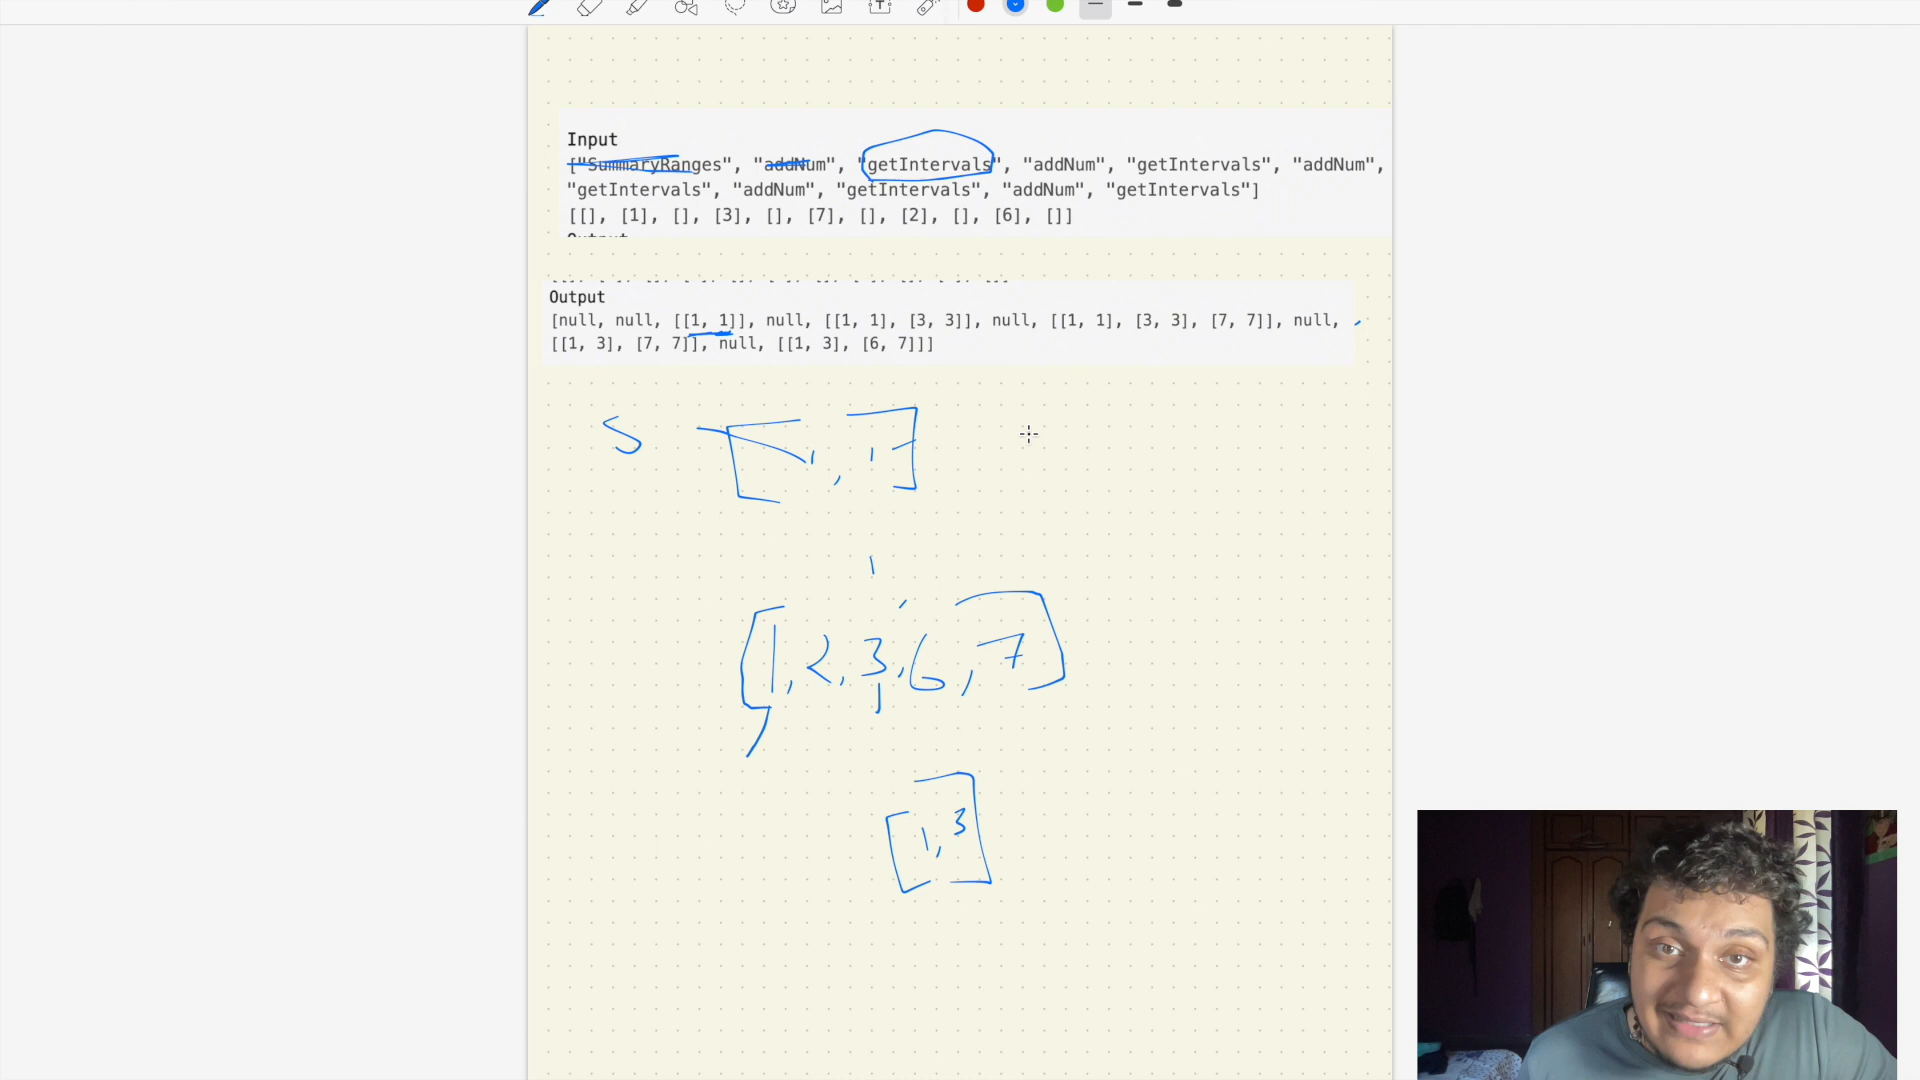 Input
["SummaryRanges", "addNum", "getIntervals", "addNum", "getIntervals", "addNum",
"getIntervals", "addNum", "getIntervals", "addNum", "getIntervals"]
[[], [1], [], [3], [], [7], [], [2], [], [6], []]
Output
[null, null, [[1, 1]], null, [[1, 1], [3, 3]], null, [[1, 1], [3, 3], [7, 7]], null,
[[1, 3], [7, 7]], null, [[1, 3], [6, 7]]]
S [1, 1]
[1, 2, 3, 6, 7]
[1, 3]